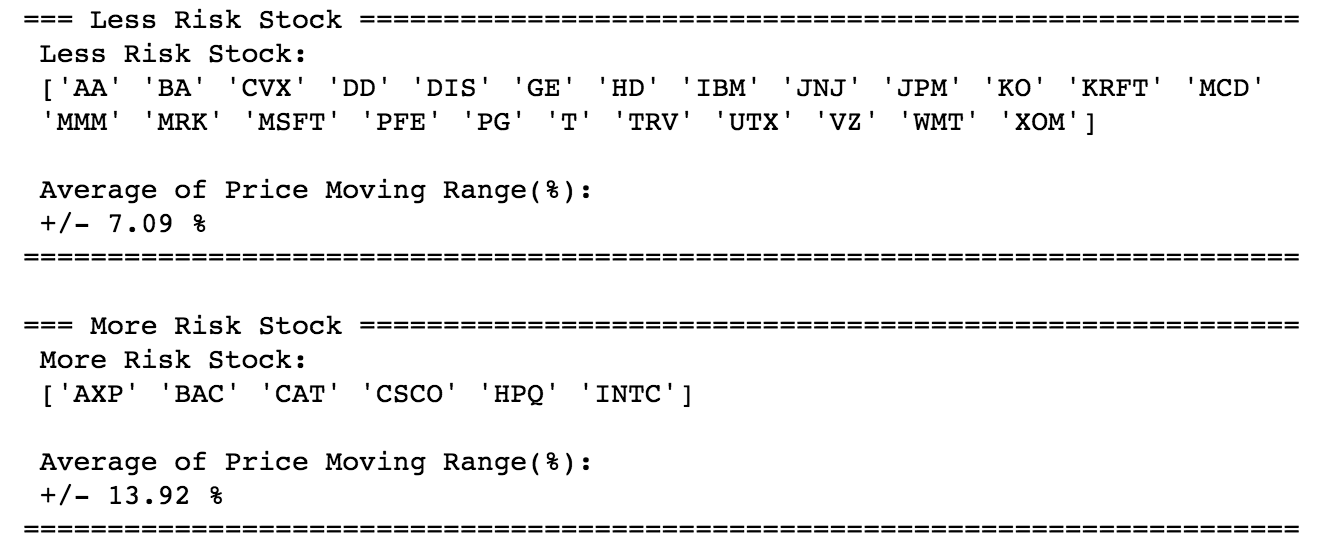 === Less Risk Stock =========================================================
Less Risk Stock:
['AA' 'BA' 'CVX' 'DD' 'DIS' 'GE' 'HD' 'IBM' 'JNJ' 'JPM' 'KO' 'KRFT' 'MCD'
'MMM' 'MRK' 'MSFT' 'PFE' 'PG' 'T' 'TRV' 'UTX' 'VZ' 'WMT' 'XOM']
Average of Price Moving Range(%):
+/- 7.09 %
=============================================================================
=== More Risk Stock =========================================================
More Risk Stock:
['AXP' 'BAC' 'CAT' 'CSCO' 'HPQ' 'INTC']
Average of Price Moving Range(%):
+/- 13.92 %
=============================================================================